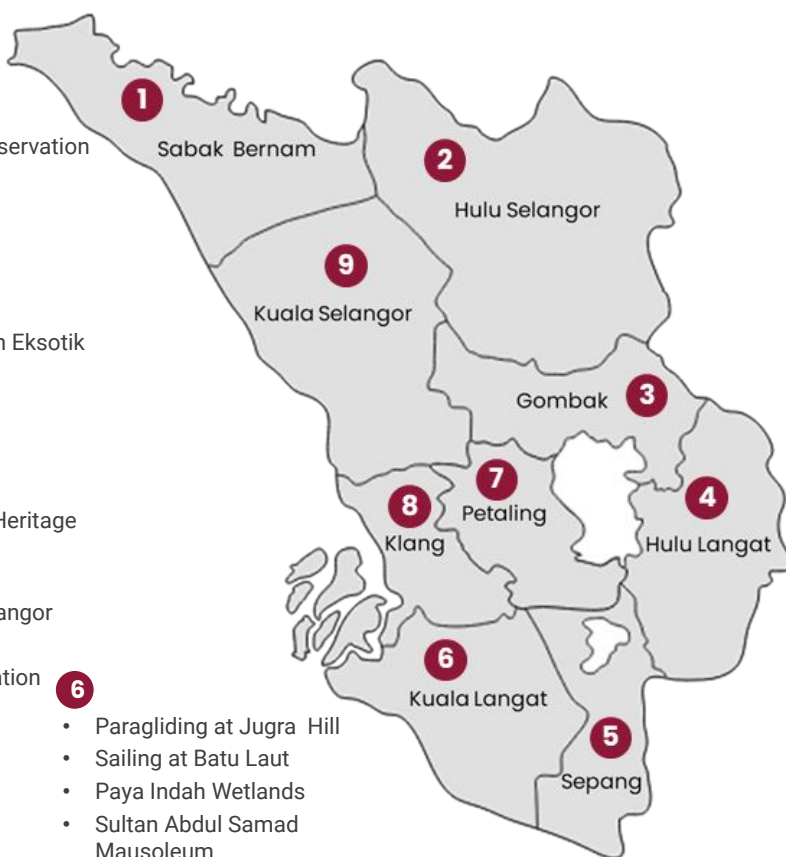 1
servation
Sabak Bernam
2
Hulu Selangor
9
Kuala Selangor
n Eksotik
Gombak
3
7
Petaling
4
Hulu Langat
8
Klang
Heritage
angor
ation
6
6
Kuala Langat
• Paragliding at Jugra Hill
• Sailing at Batu Laut
• Paya Indah Wetlands
• Sultan Abdul Samad
Mausoleum
5
Sepang